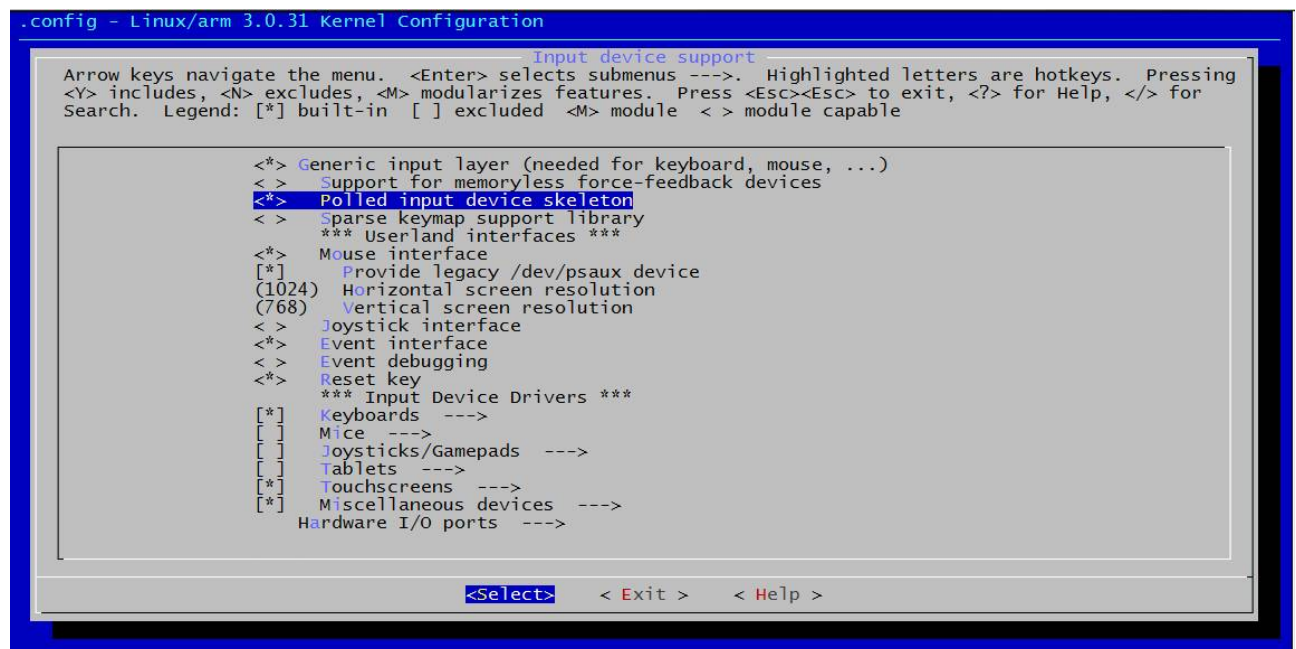 .config - Linux/arm 3.0.31 Kernel Configuration
Input device support
Arrow keys navigate the menu.  <Enter> selects submenus --->.  Highlighted letters are hotkeys.  Pressing
<Y> includes, <N> excludes, <M> modularizes features.  Press <Esc><Esc> to exit, <?> for Help, </> for
Search.  Legend: [*] built-in  [ ] excluded  <M> module  < > module capable
<*> Generic input layer (needed for keyboard, mouse, ...)
< >   Support for memoryless force-feedback devices
<*>   Polled input device skeleton
< >   Sparse keymap support library
*** Userland interfaces ***
<*>   Mouse interface
[*]     Provide legacy /dev/psaux device
(1024)  Horizontal screen resolution
(768)   Vertical screen resolution
< >   Joystick interface
<*>   Event interface
< >   Event debugging
<*>   Reset key
*** Input Device Drivers ***
[*]   Keyboards  --->
[ ]   Mice  --->
[ ]   Joysticks/Gamepads  --->
[ ]   Tablets  --->
[*]   Touchscreens  --->
[*]   Miscellaneous devices  --->
Hardware I/O ports  --->
<Select>    < Exit >    < Help >